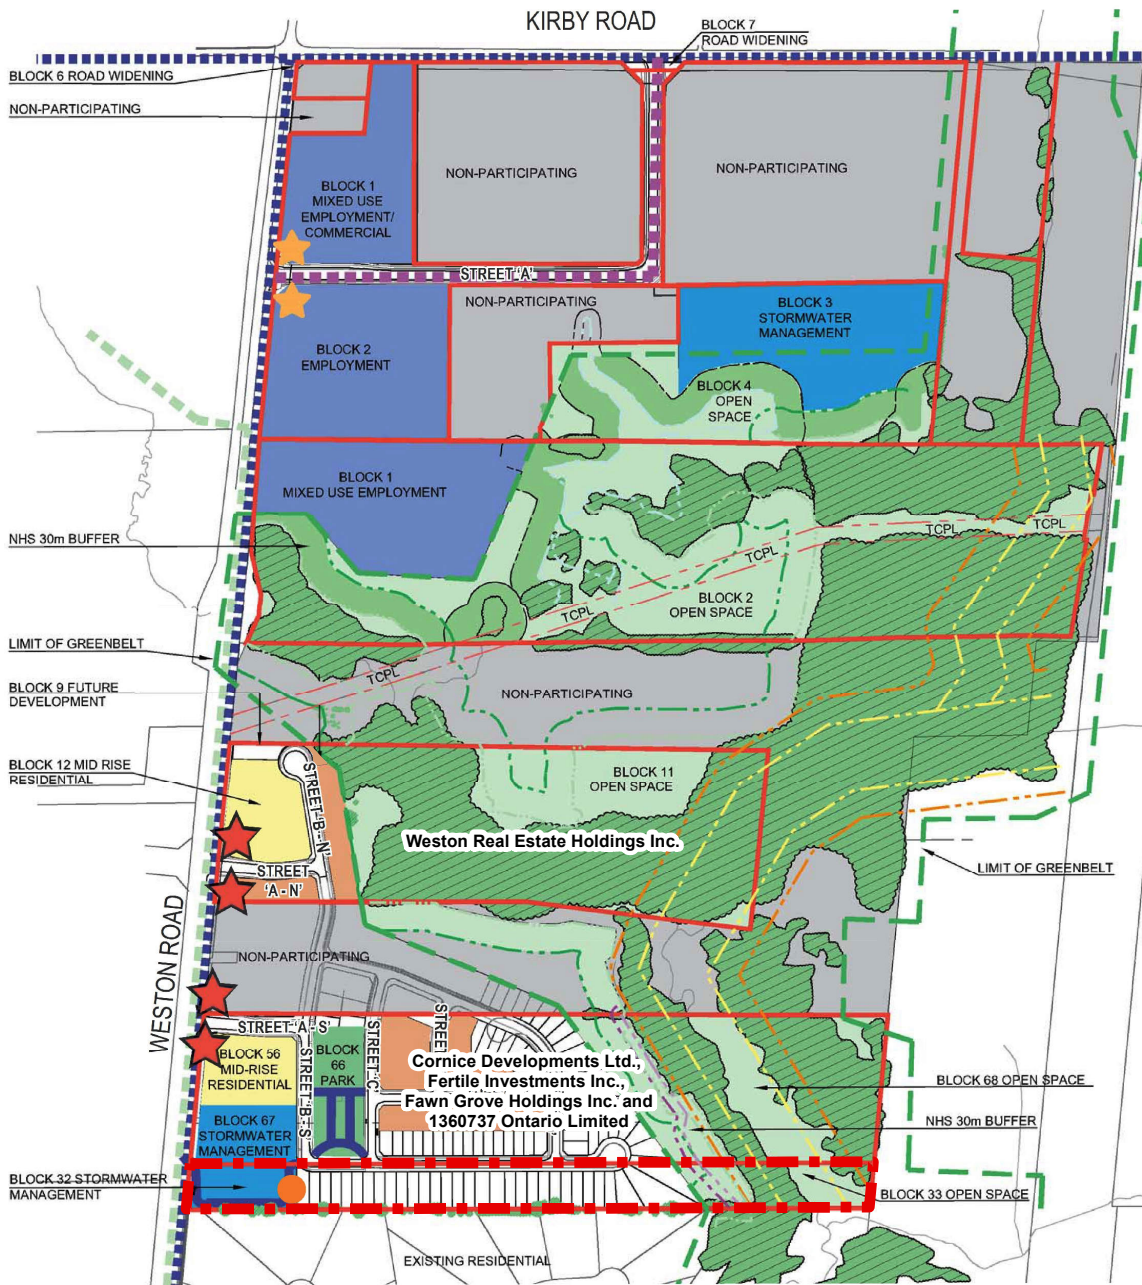 KIRBY ROAD
BLOCK 7
ROAD WIDENING
BLOCK 6 ROAD WIDENING
NON-PARTICIPATING
NON-PARTICIPATING
NON-PARTICIPATING
BLOCK 1
MIXED USE
EMPLOYMENT/
COMMERCIAL
STREET 'A'
NON-PARTICIPATING
BLOCK 3
STORMWATER
MANAGEMENT
BLOCK 2
EMPLOYMENT
BLOCK 4
OPEN
SPACE
BLOCK 1
MIXED USE EMPLOYMENT
TCPL
TCPL
TCPL
NHS 30m BUFFER
BLOCK 2
OPEN SPACE
TCPL
LIMIT OF GREENBELT
TCPL
BLOCK 9 FUTURE
DEVELOPMENT
NON-PARTICIPATING
BLOCK 12 MID RISE
RESIDENTIAL
STREET 'B - N'
BLOCK 11
OPEN SPACE
Weston Real Estate Holdings Inc.
STREET
'A - N'
LIMIT OF GREENBELT
WESTON ROAD
NON-PARTICIPATING
STREET 'A - S'
STREET 'B - S'
STREET 'C'
STREET
BLOCK 56
MID-RISE
RESIDENTIAL
BLOCK
66
PARK
Cornice Developments Ltd.,
Fertile Investments Inc.,
Fawn Grove Holdings Inc. and
1360737 Ontario Limited
BLOCK 68 OPEN SPACE
BLOCK 67
STORMWATER
MANAGEMENT
NHS 30m BUFFER
BLOCK 32 STORMWATER
MANAGEMENT
BLOCK 33 OPEN SPACE
EXISTING RESIDENTIAL